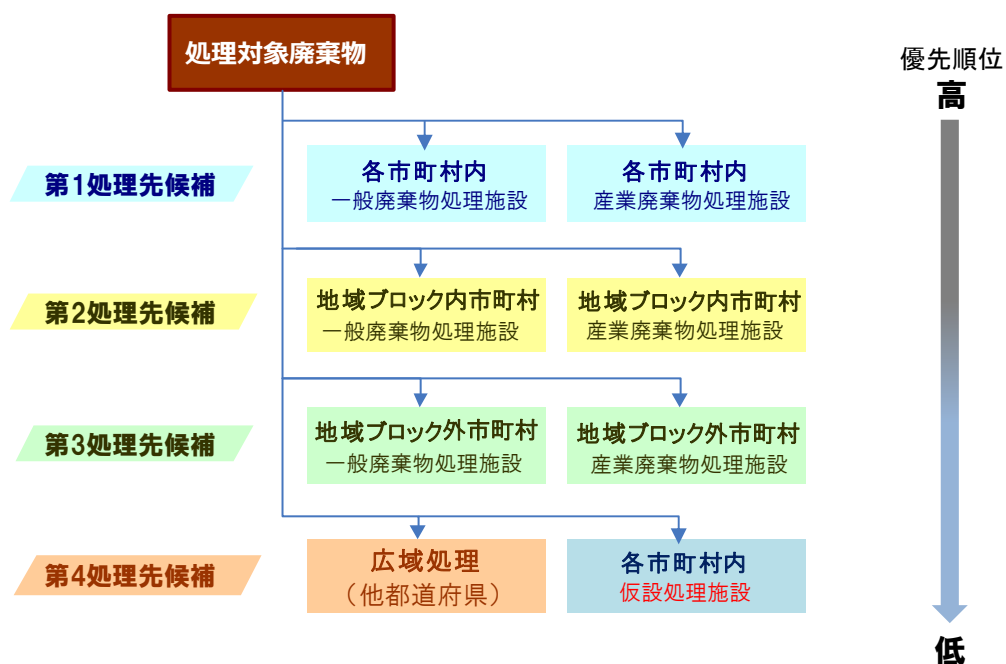 処理対象廃棄物
優先順位
高
第1処理先候補
各市町村内
一般廃棄物処理施設
各市町村内
産業廃棄物処理施設
第2処理先候補
地域ブロック内市町村
一般廃棄物処理施設
地域ブロック内市町村
産業廃棄物処理施設
第3処理先候補
地域ブロック外市町村
一般廃棄物処理施設
地域ブロック外市町村
産業廃棄物処理施設
第4処理先候補
広域処理
（他都道府県）
各市町村内
仮設処理施設
低